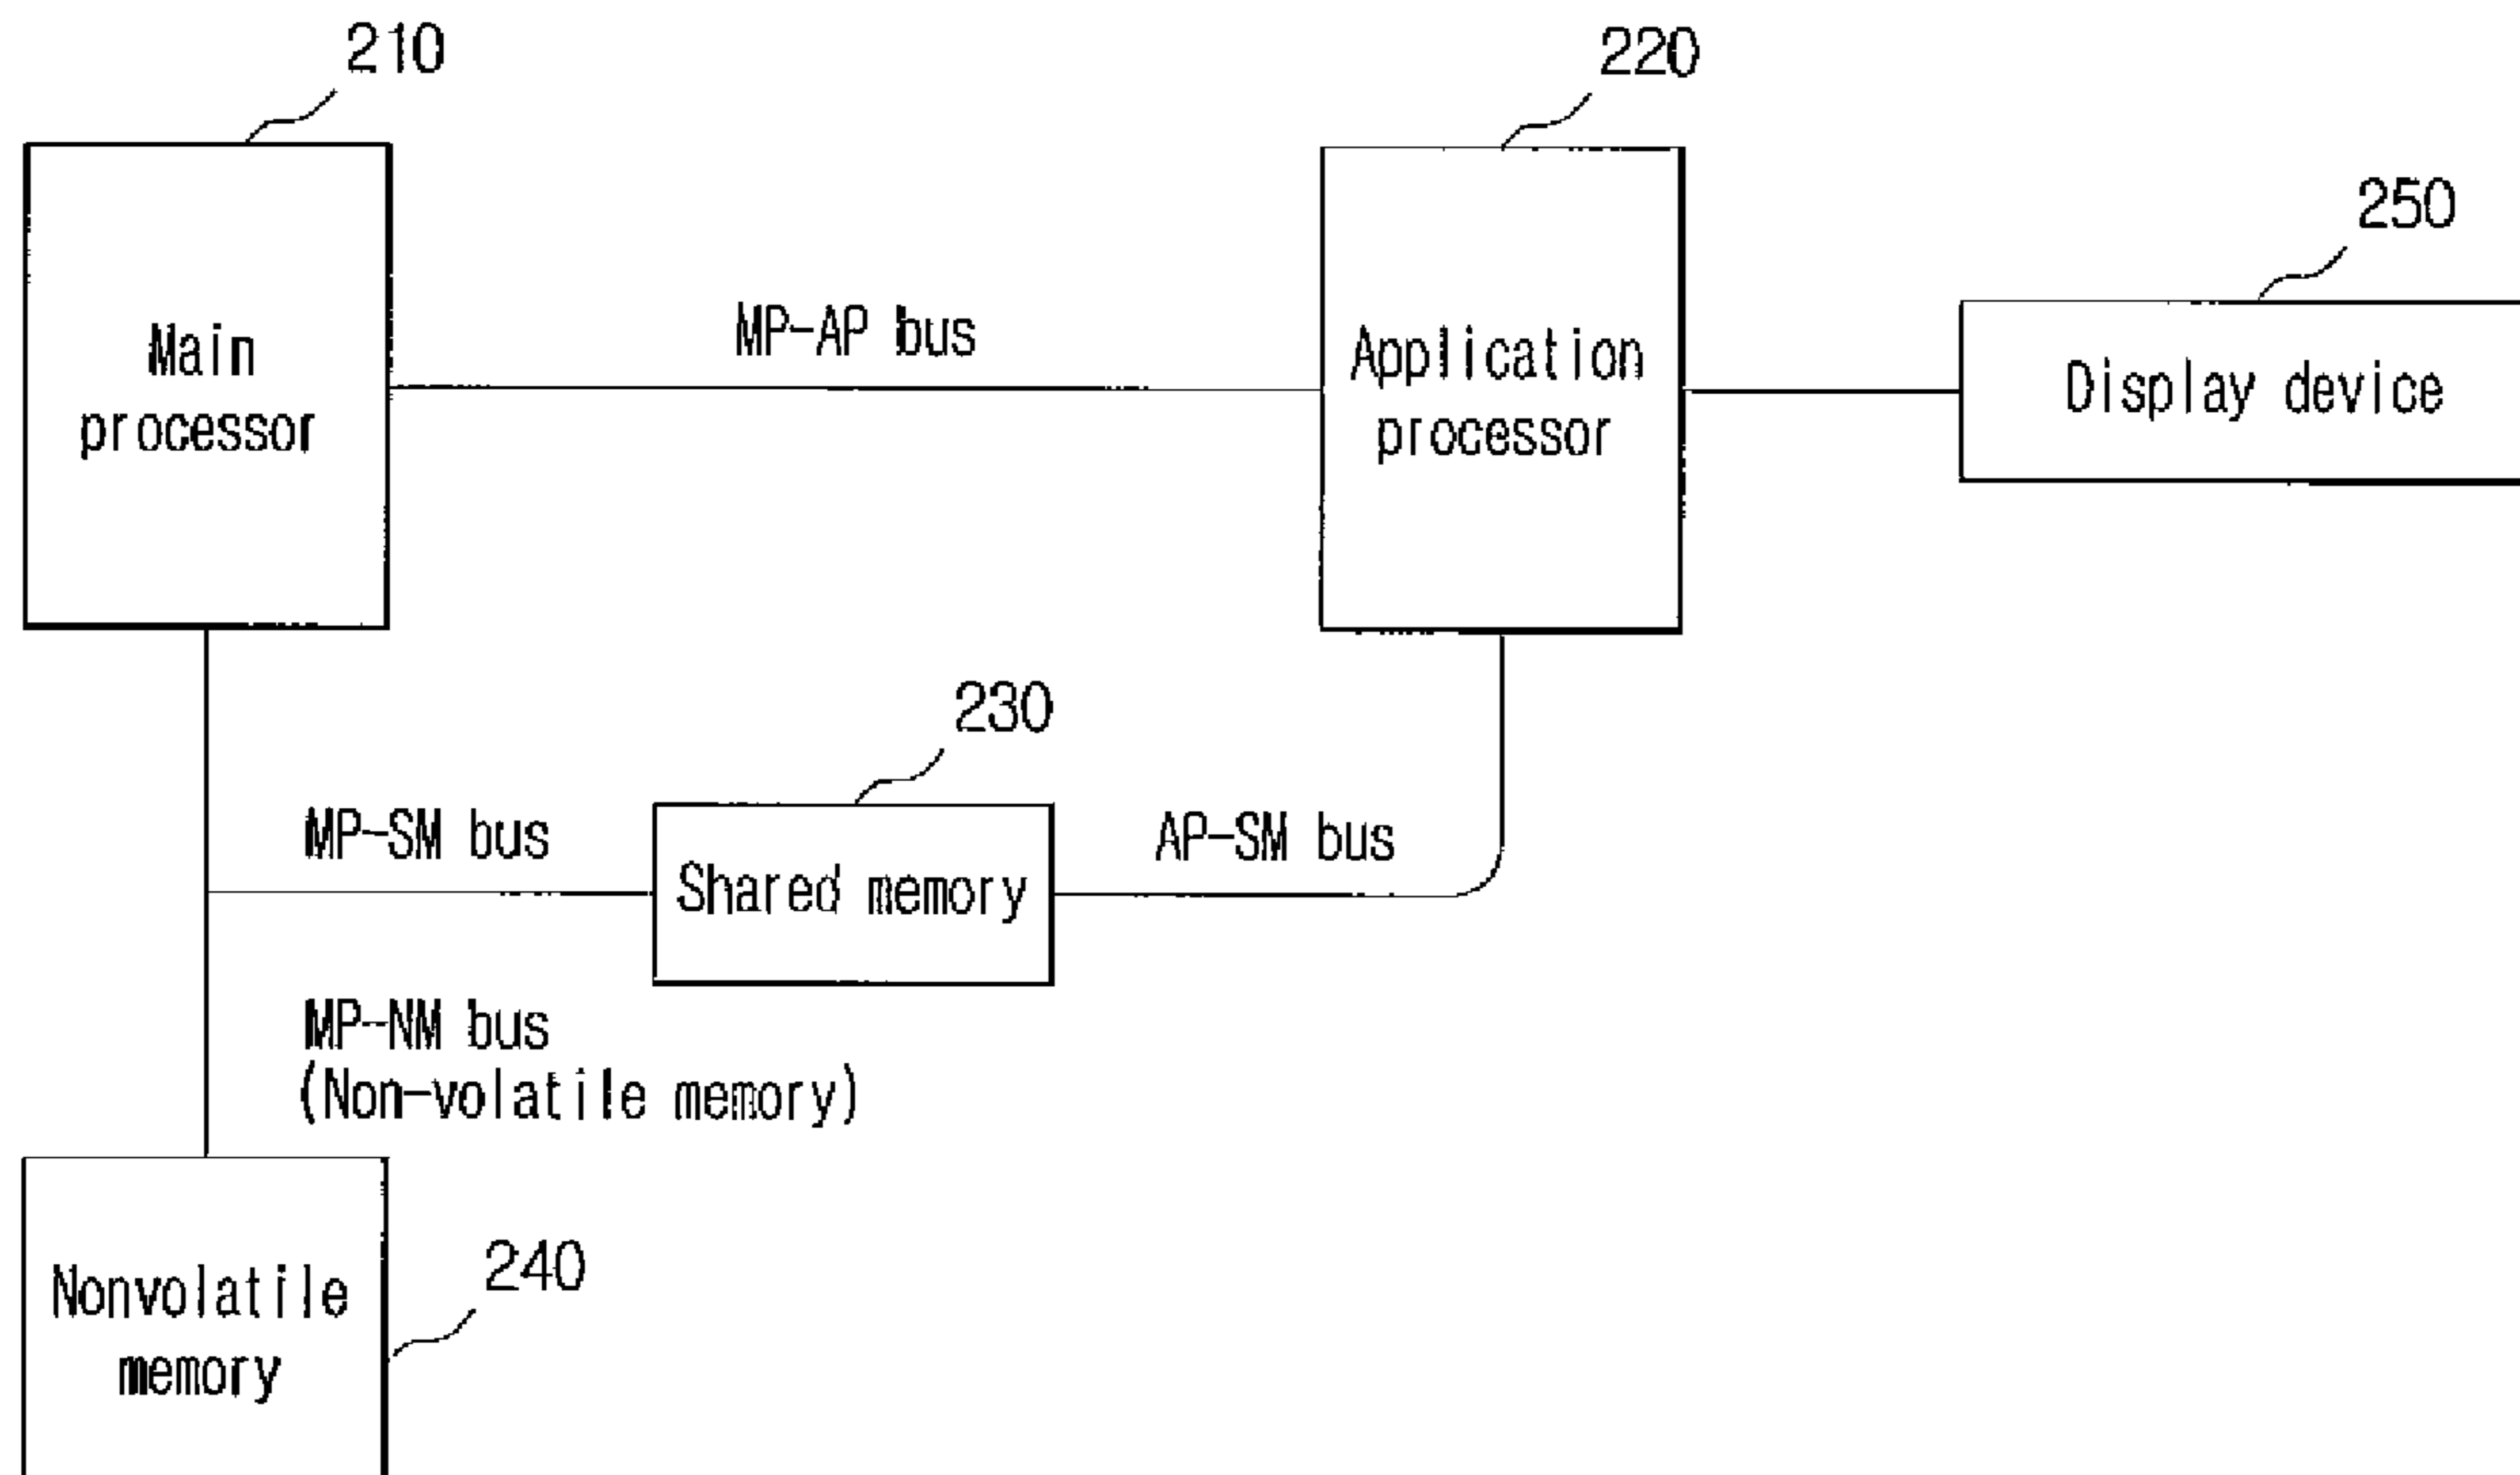 210
220
250
Main
processor
MP-AP bus
Application
processor
Display device
230
MP-SM bus
Shared memory
AP-SM bus
MP-NM bus
(Non-volatile memory)
Nonvolatile
memory
240